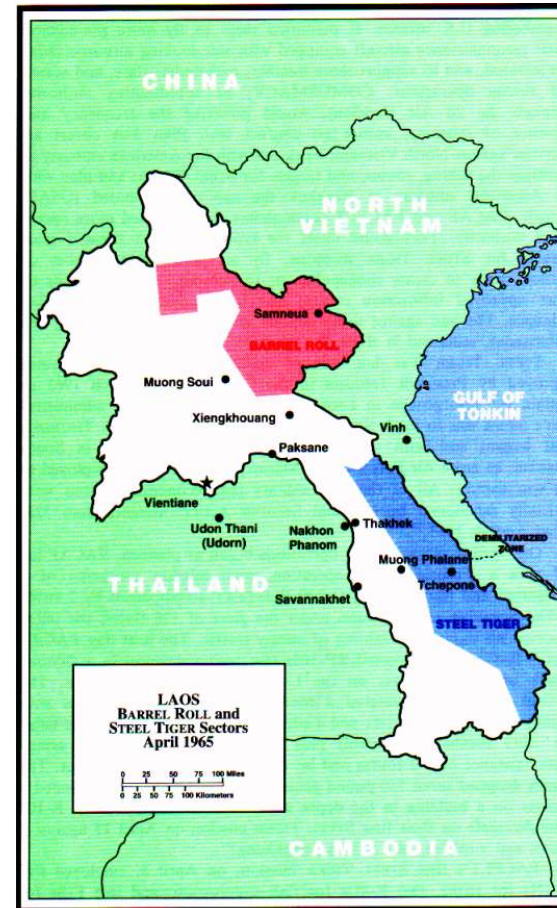 CHINA
NORTH
VIETNAM
Samneua
BARREL ROLL
Muong Soui
GULF OF
TONKIN
Xiengkhouang
Vinh
Paksane
Vientiane
Udon Thani
(Udorn)
Nakhon
Phanom
Thakhek
DEMILITARIZED
ZONE
Muong Phalane
Tchepone
THAILAND
Savannakhet
STEEL TIGER
LAOS
BARREL ROLL and
STEEL TIGER Sectors
April 1965
0 25 50 75 100 Miles
0 25 50 75 100 Kilometers
CAMBODIA